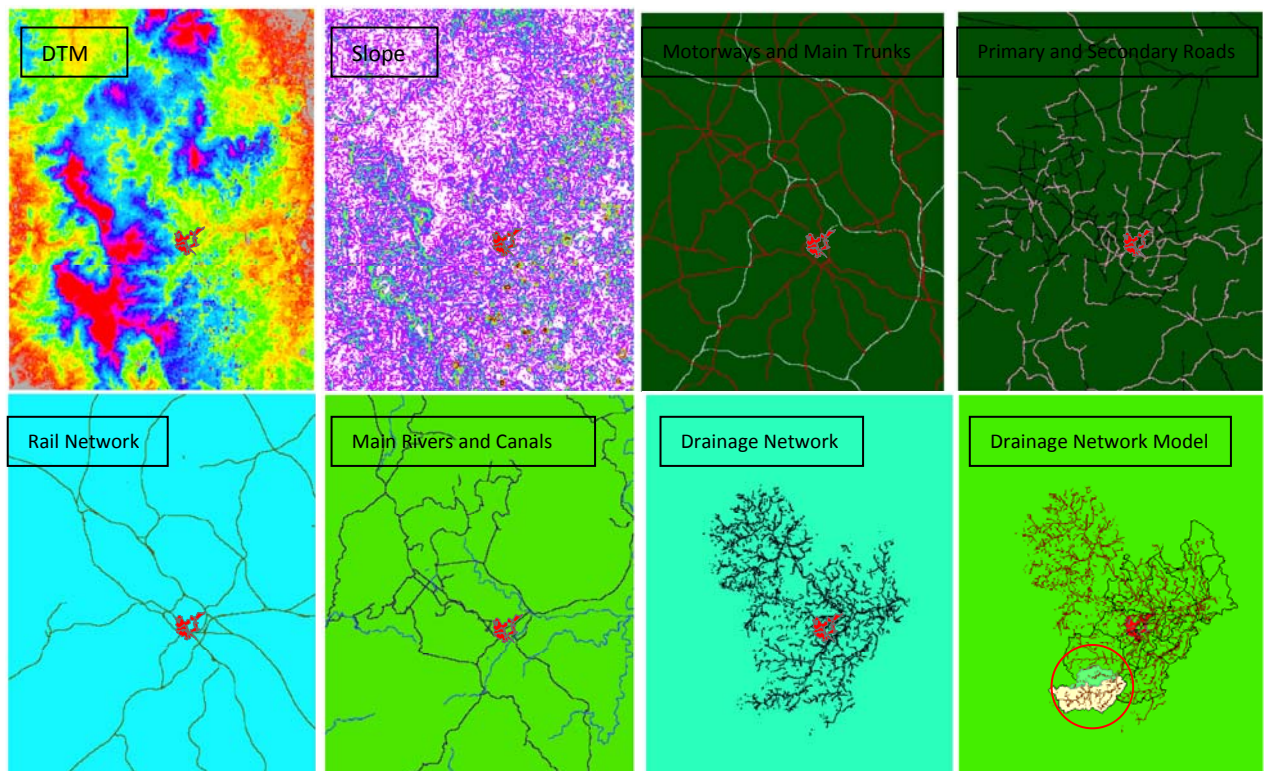 DTM
Slope
Motorways and Main Trunks
Primary and Secondary Roads
Rail Network
Main Rivers and Canals
Drainage Network
Drainage Network Model